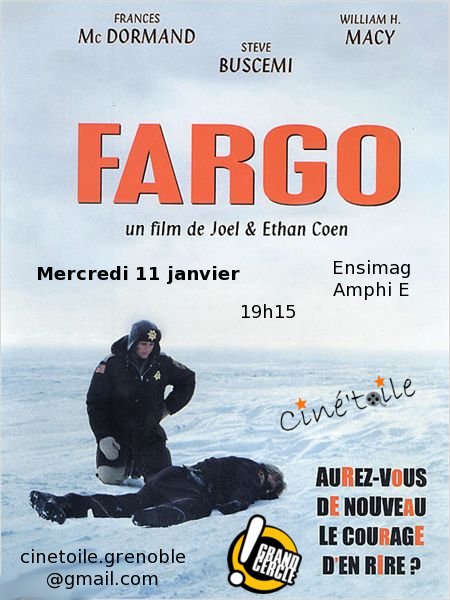 FRANCES
Mc DORMAND
STEVE
BUSCEMI
WILLIAM H.
MACY
FARGO
un film de Joel & Ethan Coen
Mercredi 11 janvier
Ensimag
Amphi E
19h15
Ciné'toile
AUREZ-VOUS
DE NOUVEAU
LE COURAGE
D'EN RIRE ?
cinetoile.grenoble
@gmail.com
GRAND
CERCLE